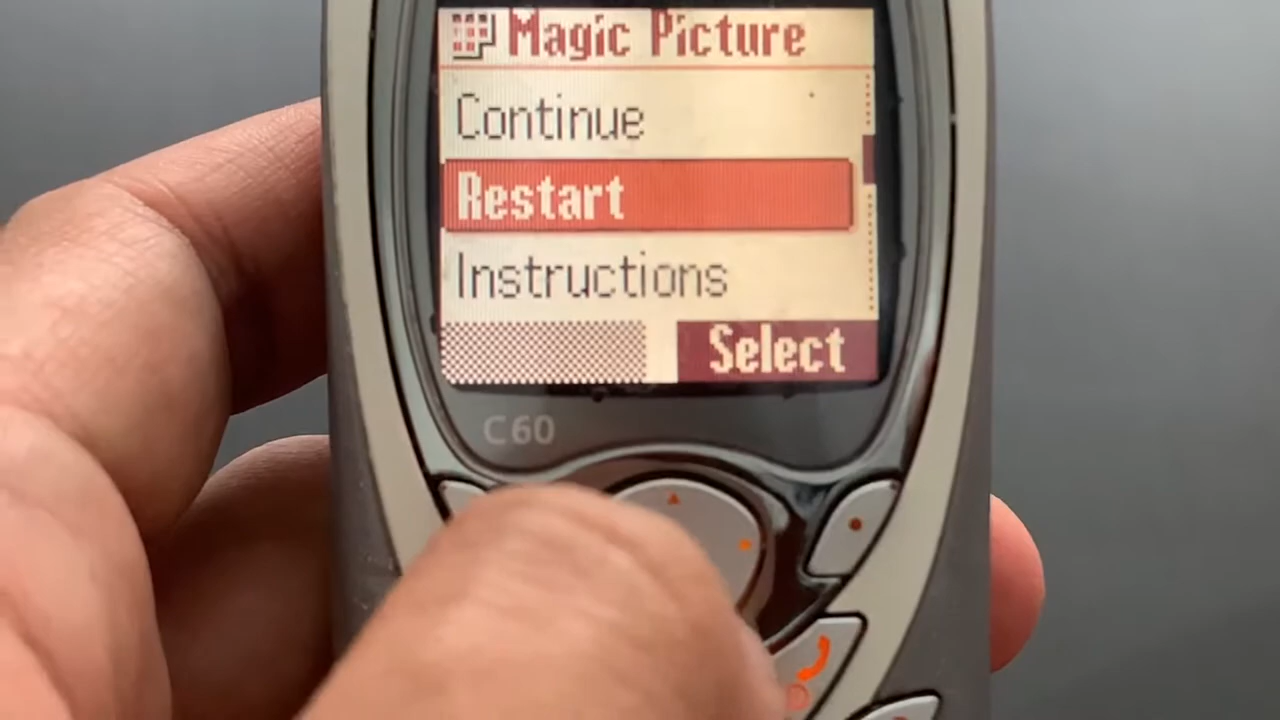 Magic Picture
Continue
Restart
Instructions
Select
C60